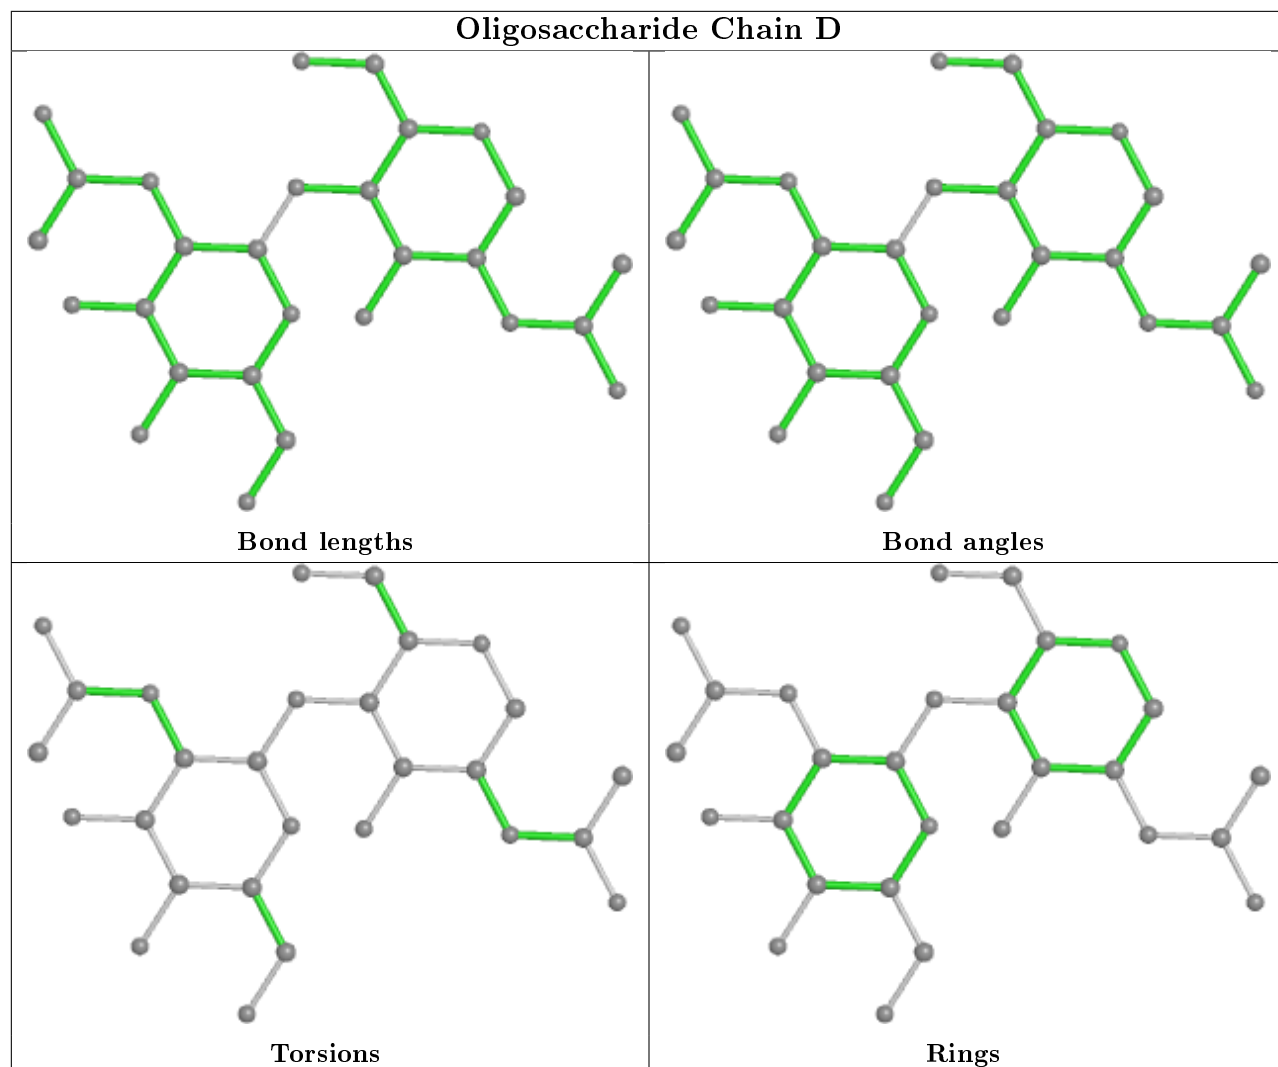 Oligosaccharide Chain D
Bond lengths
Bond angles
Torsions
Rings